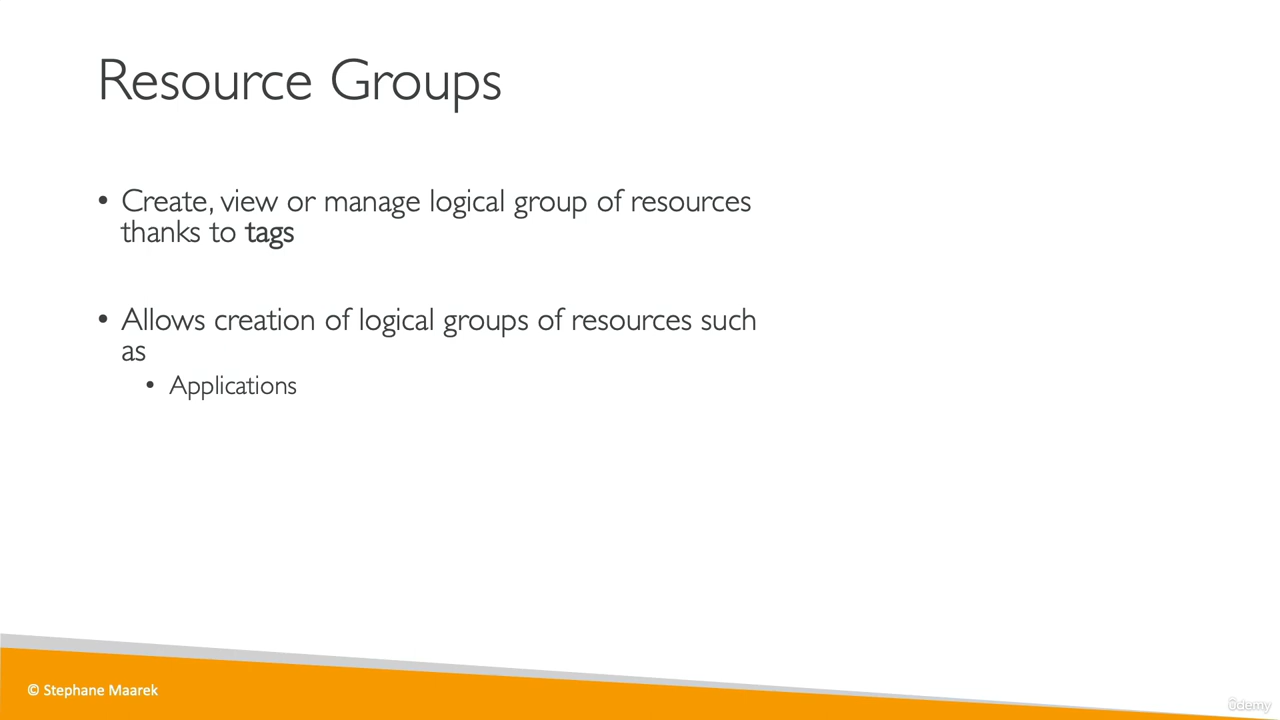 Resource Groups
• Create, view or manage logical group of resources
thanks to tags
• Allows creation of logical groups of resources such
as
• Applications
© Stephane Maarek
ûdemy